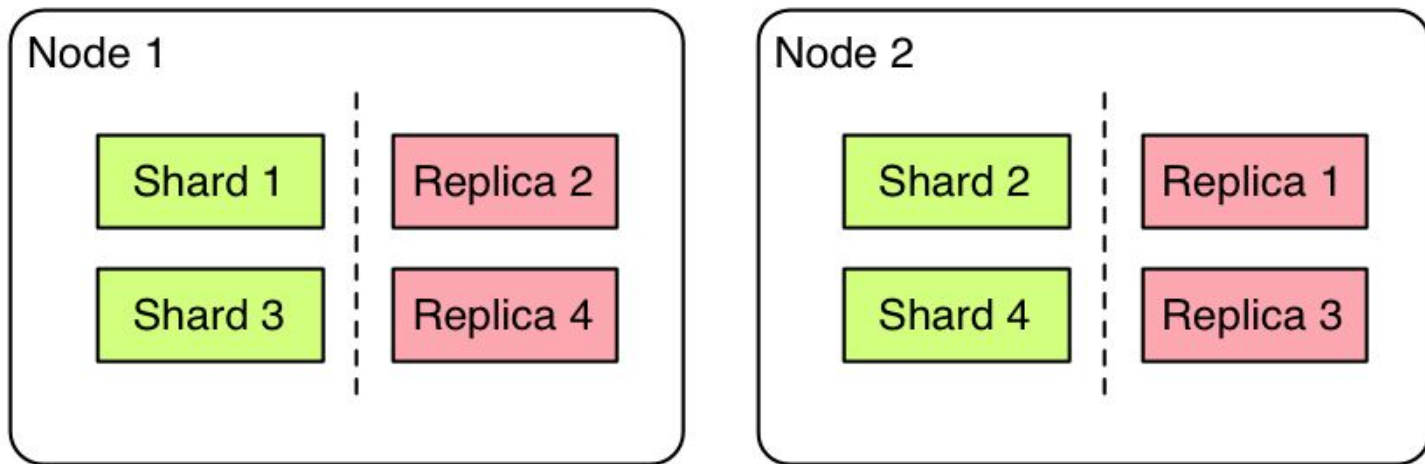 Node 1
Shard 1
Replica 2
Shard 3
Replica 4
Node 2
Shard 2
Replica 1
Shard 4
Replica 3